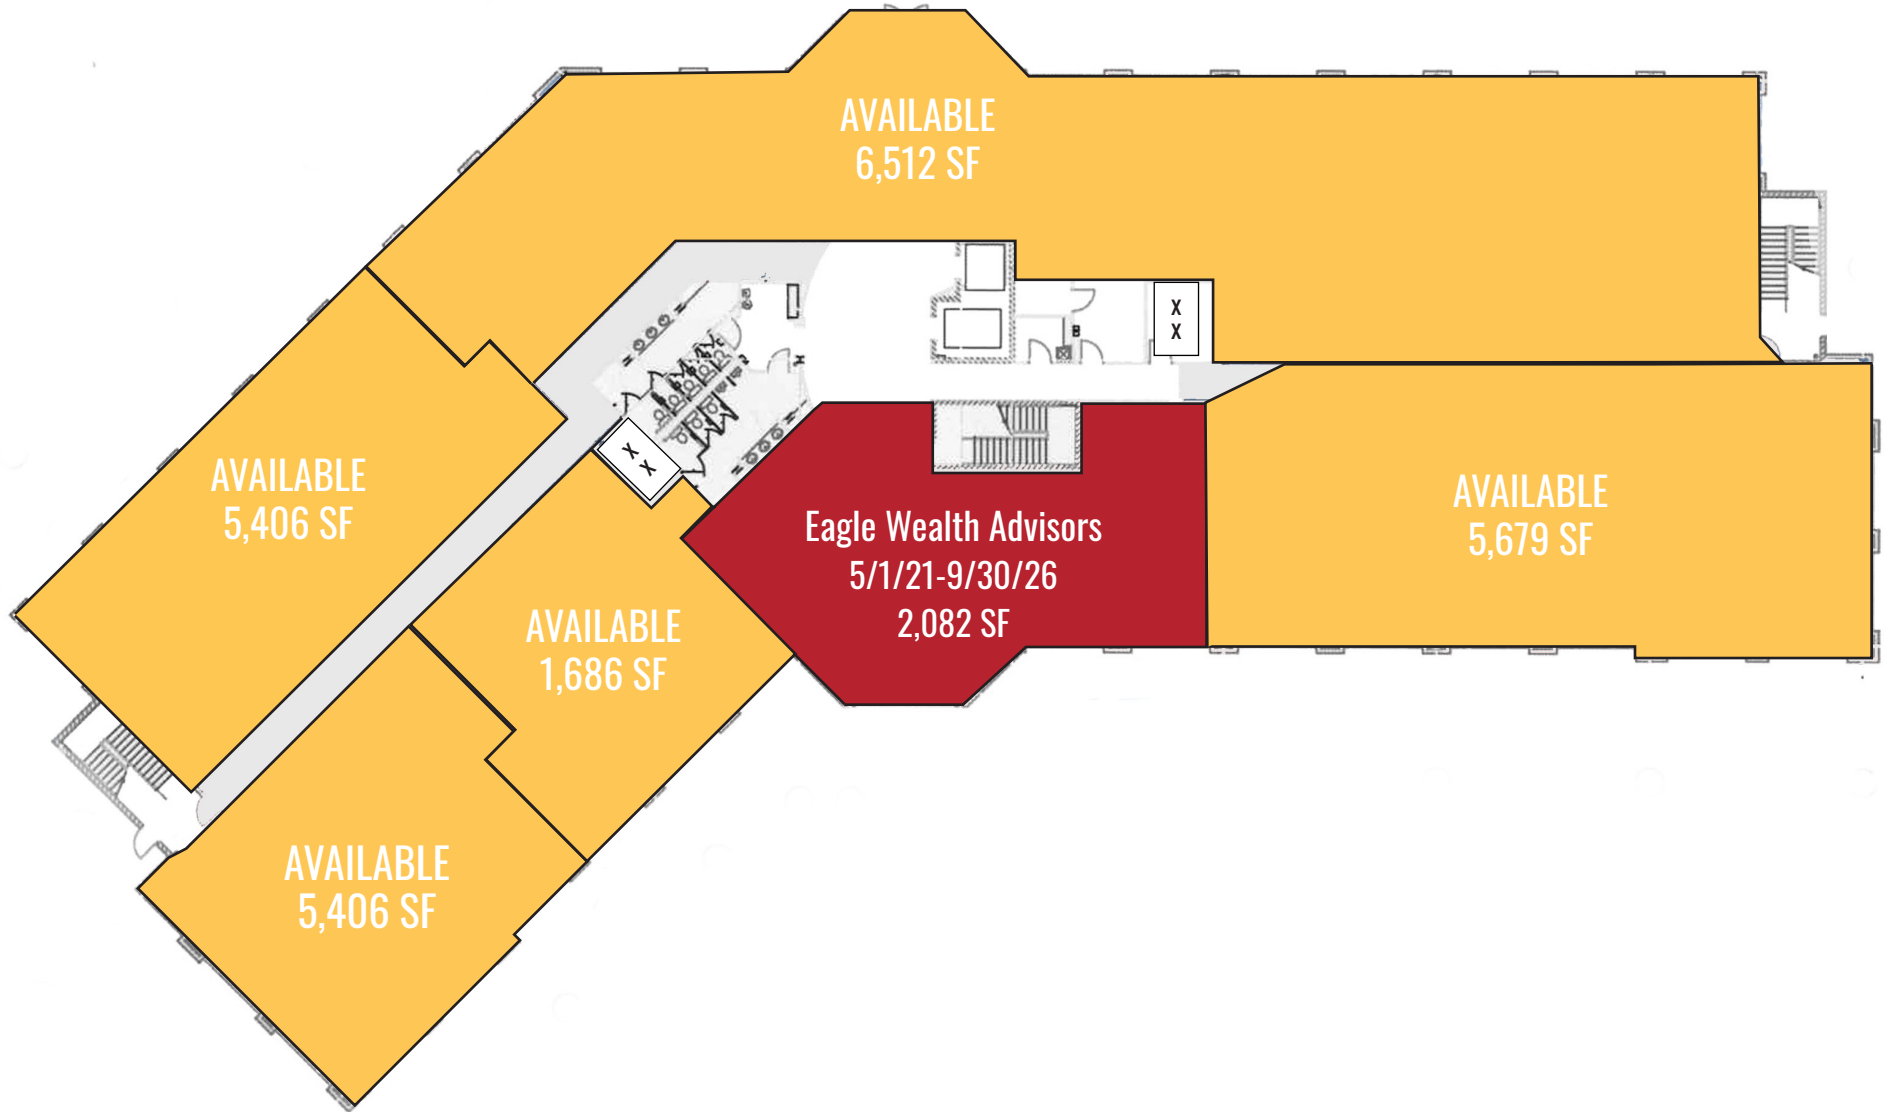 AVAILABLE
6,512 SF
X
X
AVAILABLE
5,406 SF
X
X
Eagle Wealth Advisors
5/1/21-9/30/26
2,082 SF
AVAILABLE
5,679 SF
AVAILABLE
1,686 SF
AVAILABLE
5,406 SF